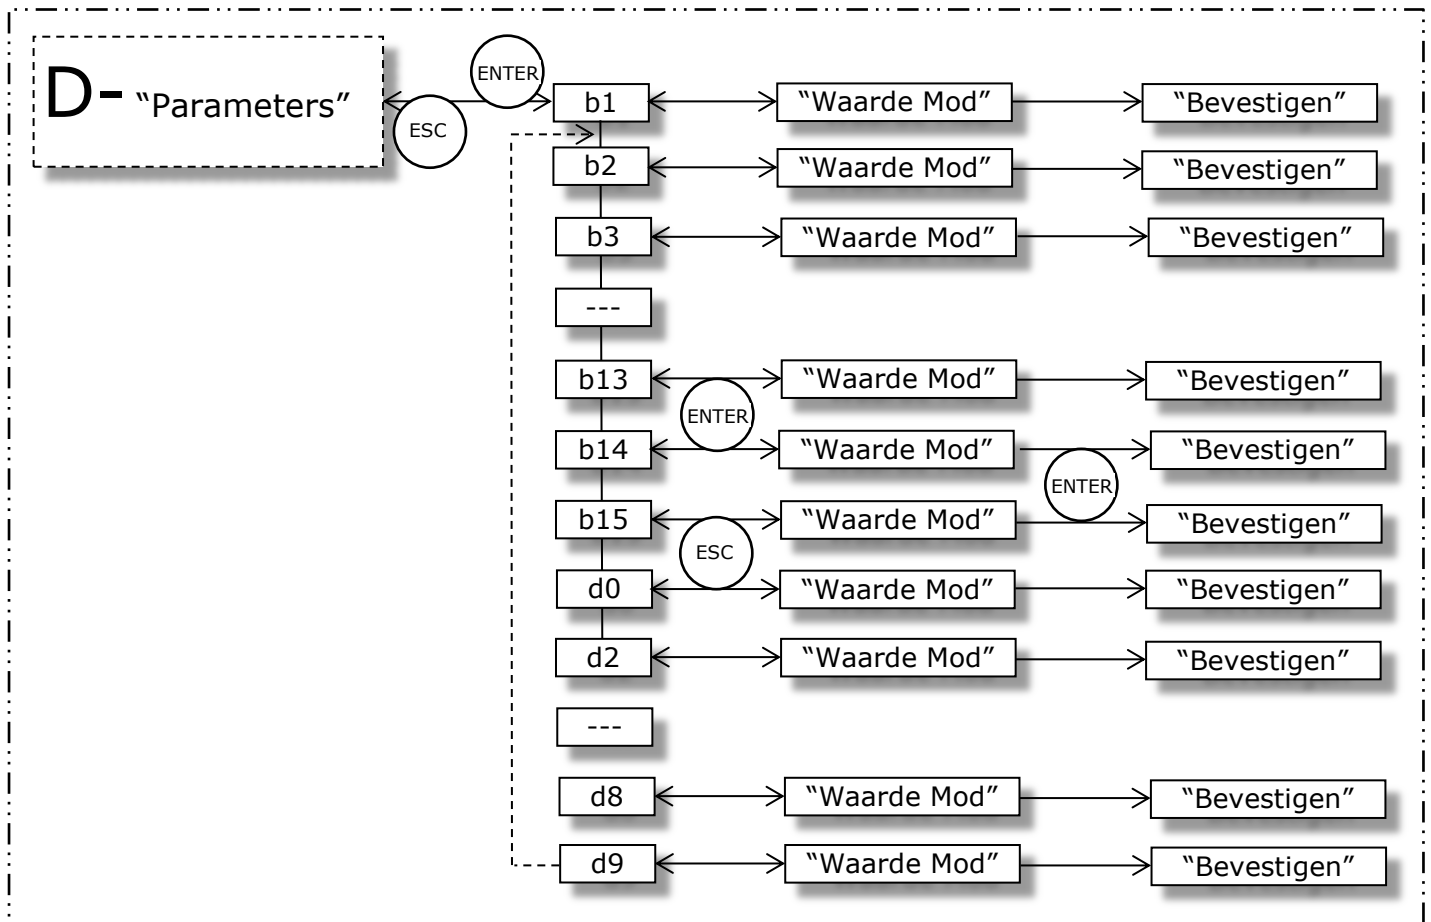 D- “Parameters”
ENTER
ESC
b1 “Waarde Mod” “Bevestigen”
b2 “Waarde Mod” “Bevestigen”
b3 “Waarde Mod” “Bevestigen”
---
b13 “Waarde Mod” “Bevestigen”
ENTER
b14 “Waarde Mod” “Bevestigen”
ENTER
b15 “Waarde Mod” “Bevestigen”
ESC
d0 “Waarde Mod” “Bevestigen”
d2 “Waarde Mod” “Bevestigen”
---
d8 “Waarde Mod” “Bevestigen”
d9 “Waarde Mod” “Bevestigen”